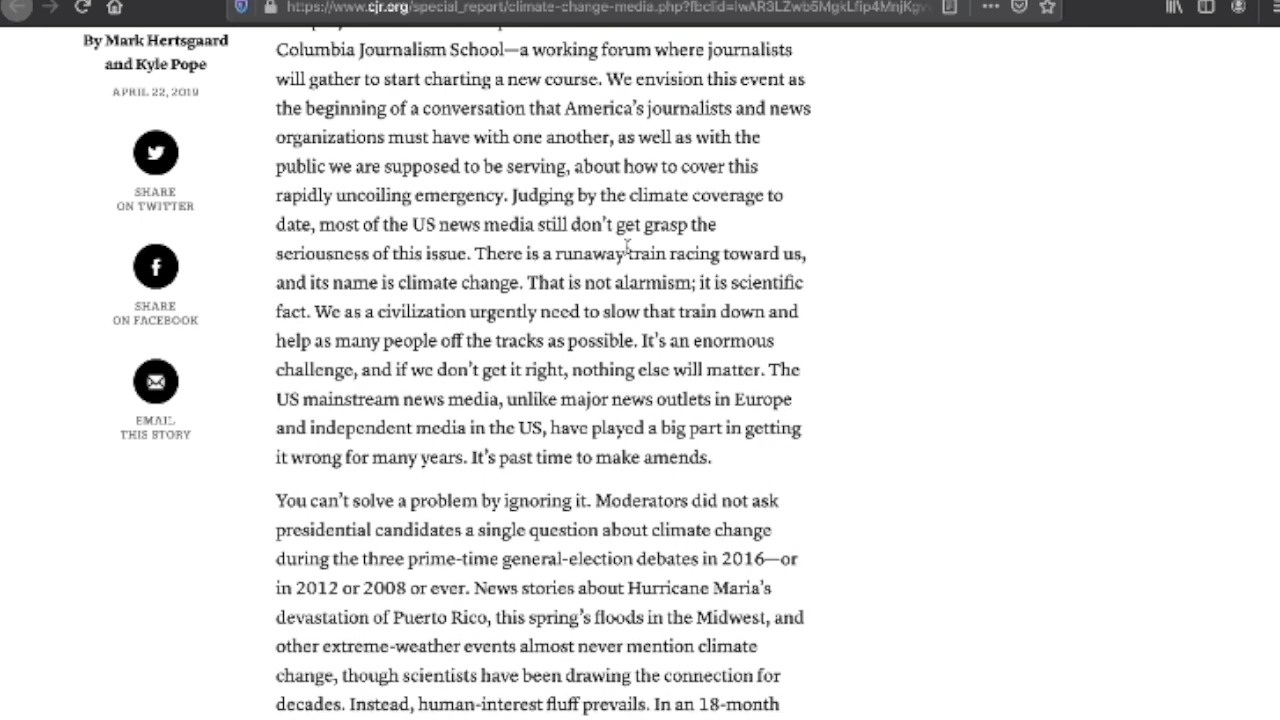 https://www.cjr.org/special_report/climate-change-media.php?fbclid=IwAR3LZwb5MgkLfip4MnjKgv
By Mark Hertsgaard
and Kyle Pope
APRIL 22, 2019
SHARE
ON TWITTER
SHARE
ON FACEBOOK
EMAIL
THIS STORY
Columbia Journalism School—a working forum where journalists
will gather to start charting a new course. We envision this event as
the beginning of a conversation that America's journalists and news
organizations must have with one another, as well as with the
public we are supposed to be serving, about how to cover this
rapidly uncoiling emergency. Judging by the climate coverage to
date, most of the US news media still don't get grasp the
seriousness of this issue. There is a runaway train racing toward us,
and its name is climate change. That is not alarmism; it is scientific
fact. We as a civilization urgently need to slow that train down and
help as many people off the tracks as possible. It's an enormous
challenge, and if we don't get it right, nothing else will matter. The
US mainstream news media, unlike major news outlets in Europe
and independent media in the US, have played a big part in getting
it wrong for many years. It's past time to make amends.
You can't solve a problem by ignoring it. Moderators did not ask
presidential candidates a single question about climate change
during the three prime-time general-election debates in 2016—or
in 2012 or 2008 or ever. News stories about Hurricane Maria's
devastation of Puerto Rico, this spring's floods in the Midwest, and
other extreme-weather events almost never mention climate
change, though scientists have been drawing the connection for
decades. Instead, human-interest fluff prevails. In an 18-month